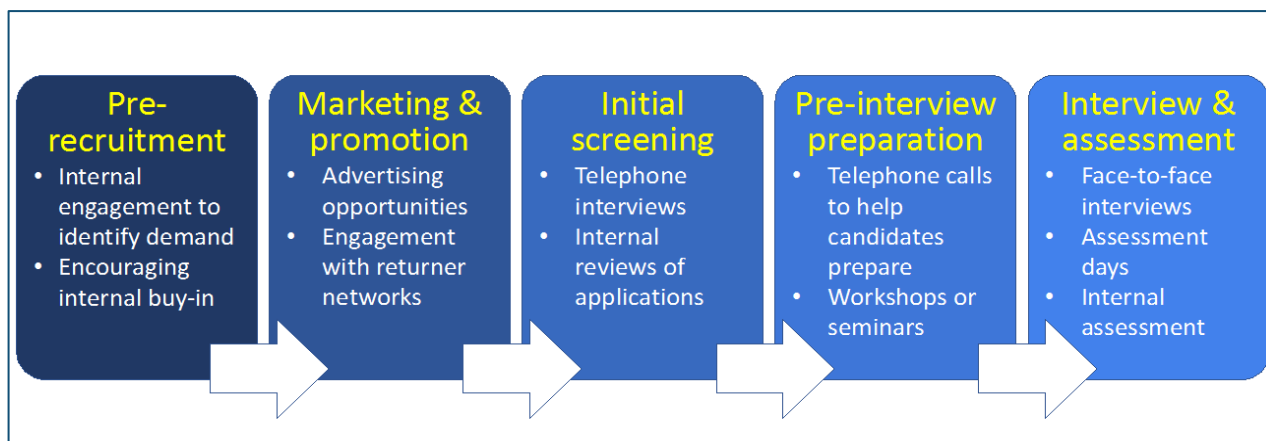 Pre-
recruitment
• Internal
engagement to
identify demand
• Encouraging
internal buy-in
Marketing &
promotion
• Advertising
opportunities
• Engagement
with returner
networks
Initial
screening
• Telephone
interviews
• Internal
reviews of
applications
Pre-interview
preparation
• Telephone calls
to help
candidates
prepare
• Workshops or
seminars
Interview &
assessment
• Face-to-face
interviews
• Assessment
days
• Internal
assessment